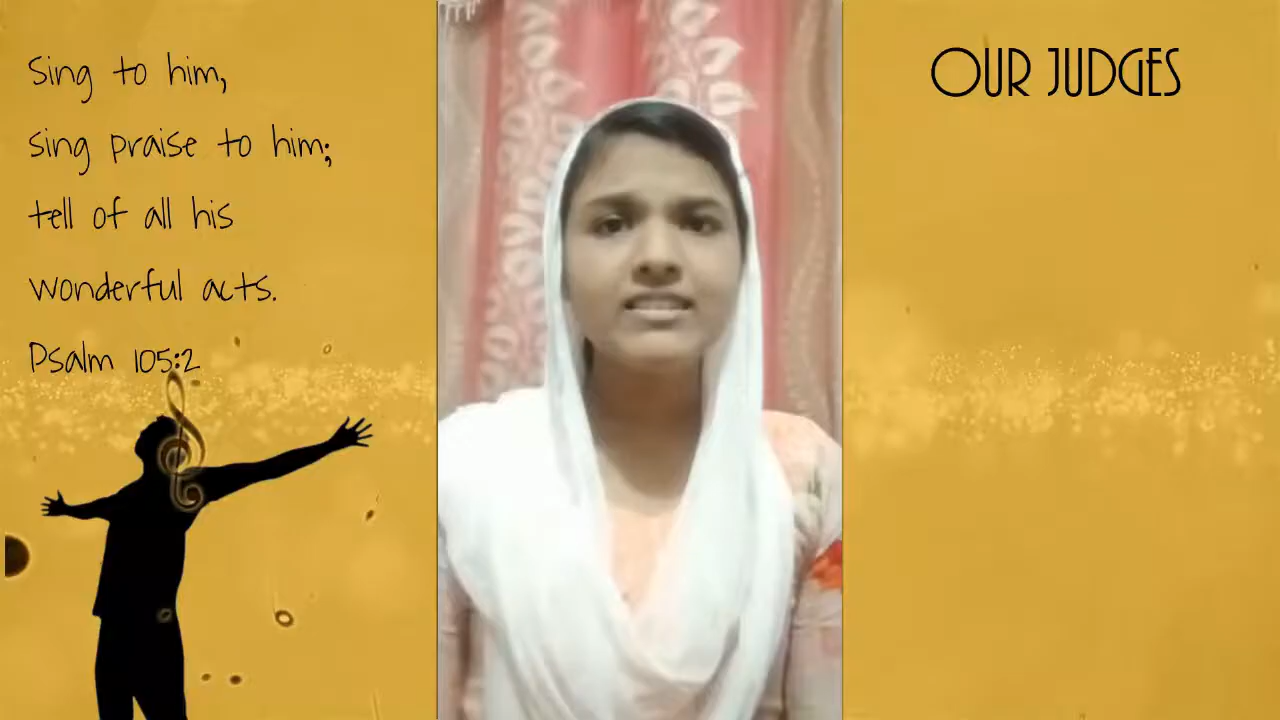 Sing to him,
sing praise to him;
tell of all his
wonderful acts.
Psalm 105:2
OUR JUDGES